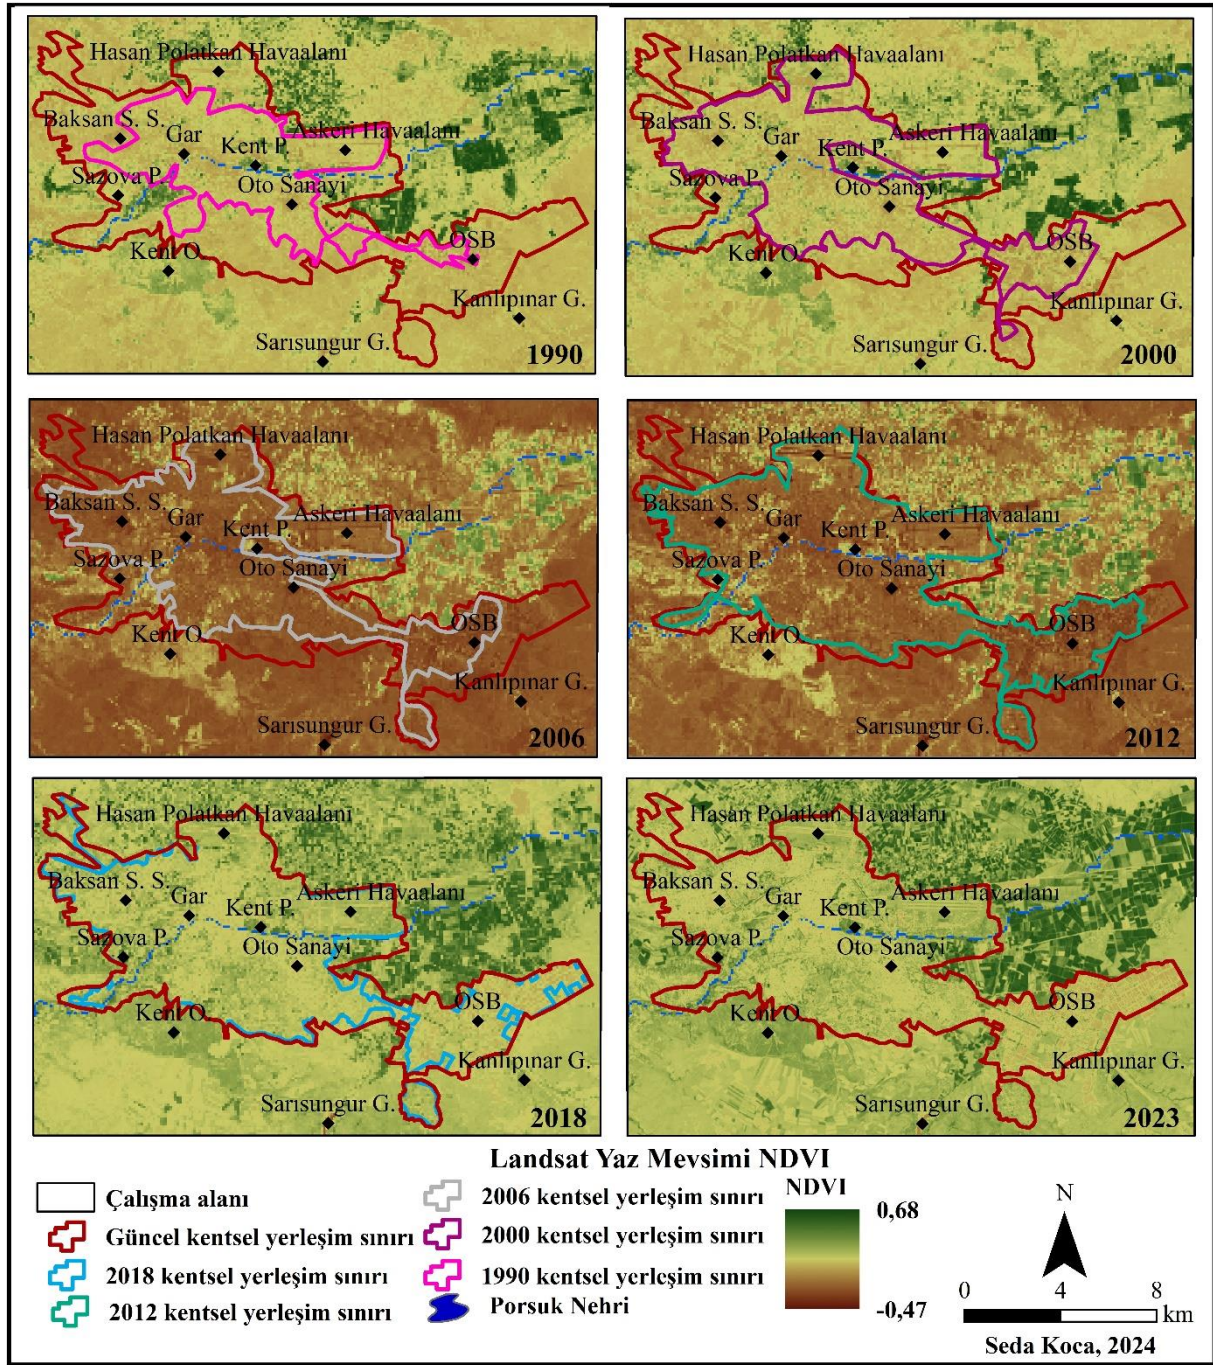 Hasan Polatkan Havaalanı
Baksan S. S.
Gar
Kent P.
Askeri Havaalanı
Sazova P.
Oto Sanayi
Kent O.
OSB
Kanlıpınar G.
Sarısungur G.
1990
Hasan Polatkan Havaalanı
Baksan S. S.
Gar
Kent P.
Askeri Havaalanı
Sazova P.
Oto Sanayi
Kent O.
OSB
Kanlıpınar G.
Sarısungur G.
2000
Hasan Polatkan Havaalanı
Baksan S. S.
Gar
Kent P.
Askeri Havaalanı
Sazova P.
Oto Sanayi
Kent O.
OSB
Kanlıpınar G.
Sarısungur G.
2006
Hasan Polatkan Havaalanı
Baksan S. S.
Gar
Kent P.
Askeri Havaalanı
Sazova P.
Oto Sanayi
Kent O.
OSB
Kanlıpınar G.
Sarısungur G.
2012
Hasan Polatkan Havaalanı
Baksan S. S.
Gar
Kent P.
Askeri Havaalanı
Sazova P.
Oto Sanayi
Kent O.
OSB
Kanlıpınar G.
Sarısungur G.
2018
Hasan Polatkan Havaalanı
Baksan S. S.
Gar
Kent P.
Askeri Havaalanı
Sazova P.
Oto Sanayi
Kent O.
OSB
Kanlıpınar G.
Sarısungur G.
2023
Landsat Yaz Mevsimi NDVI
Çalışma alanı
Güncel kentsel yerleşim sınırı
2018 kentsel yerleşim sınırı
2012 kentsel yerleşim sınırı
2006 kentsel yerleşim sınırı
2000 kentsel yerleşim sınırı
1990 kentsel yerleşim sınırı
Porsuk Nehri
NDVI
0,68
-0,47
N
0 4 8
km
Seda Koca, 2024